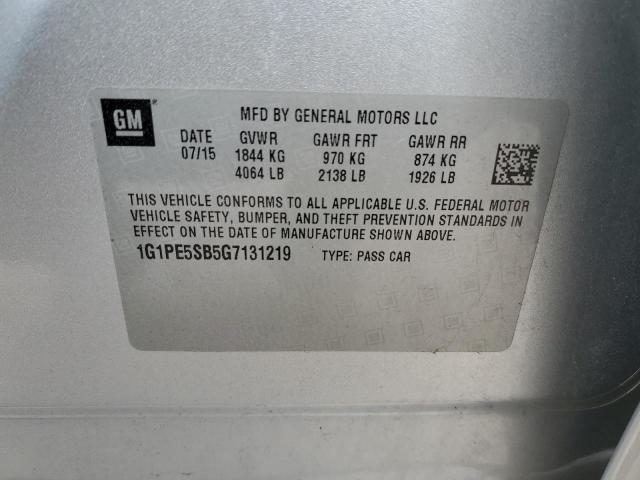 GM
MFD BY GENERAL MOTORS LLC
DATE GVWR GAWR FRT GAWR RR
07/15 1844 KG 970 KG 874 KG
4064 LB 2138 LB 1926 LB
THIS VEHICLE CONFORMS TO ALL APPLICABLE U.S. FEDERAL MOTOR
VEHICLE SAFETY, BUMPER, AND THEFT PREVENTION STANDARDS IN
EFFECT ON THE DATE OF MANUFACTURE SHOWN ABOVE.
1G1PE5SB5G7131219 TYPE: PASS CAR